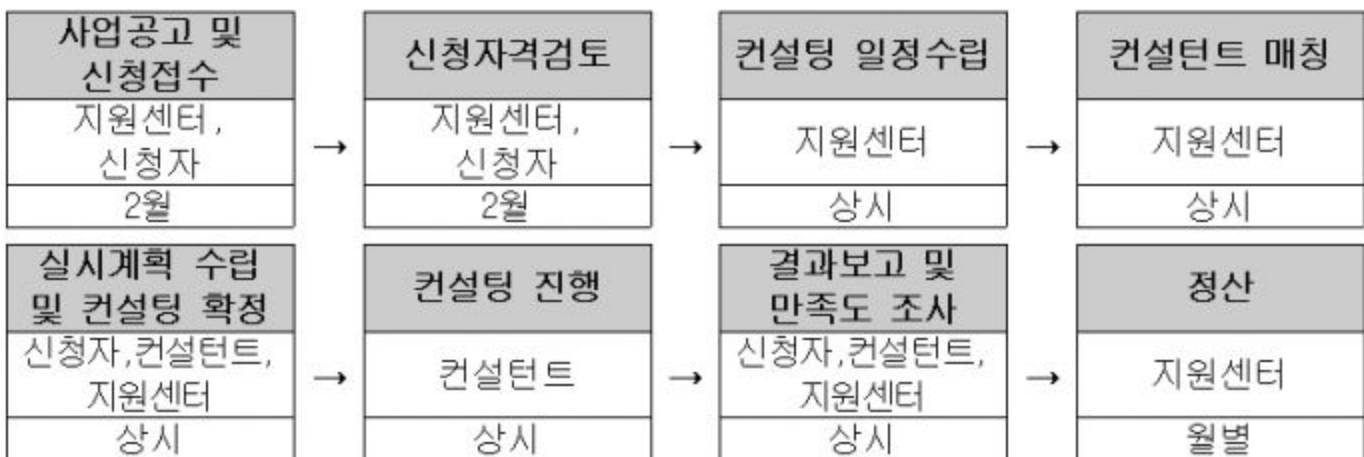 사업공고 및
신청접수
지원센터,
신청자
2월
→
신청자격검토
지원센터,
신청자
2월
→
컨설팅 일정수립
지원센터
상시
→
컨설턴트 매칭
지원센터
상시
실시계획 수립
및 컨설팅 확정
신청자,컨설턴트,
지원센터
상시
→
컨설팅 진행
컨설턴트
상시
→
결과보고 및
만족도 조사
신청자,컨설턴트,
지원센터
상시
→
정산
지원센터
월별